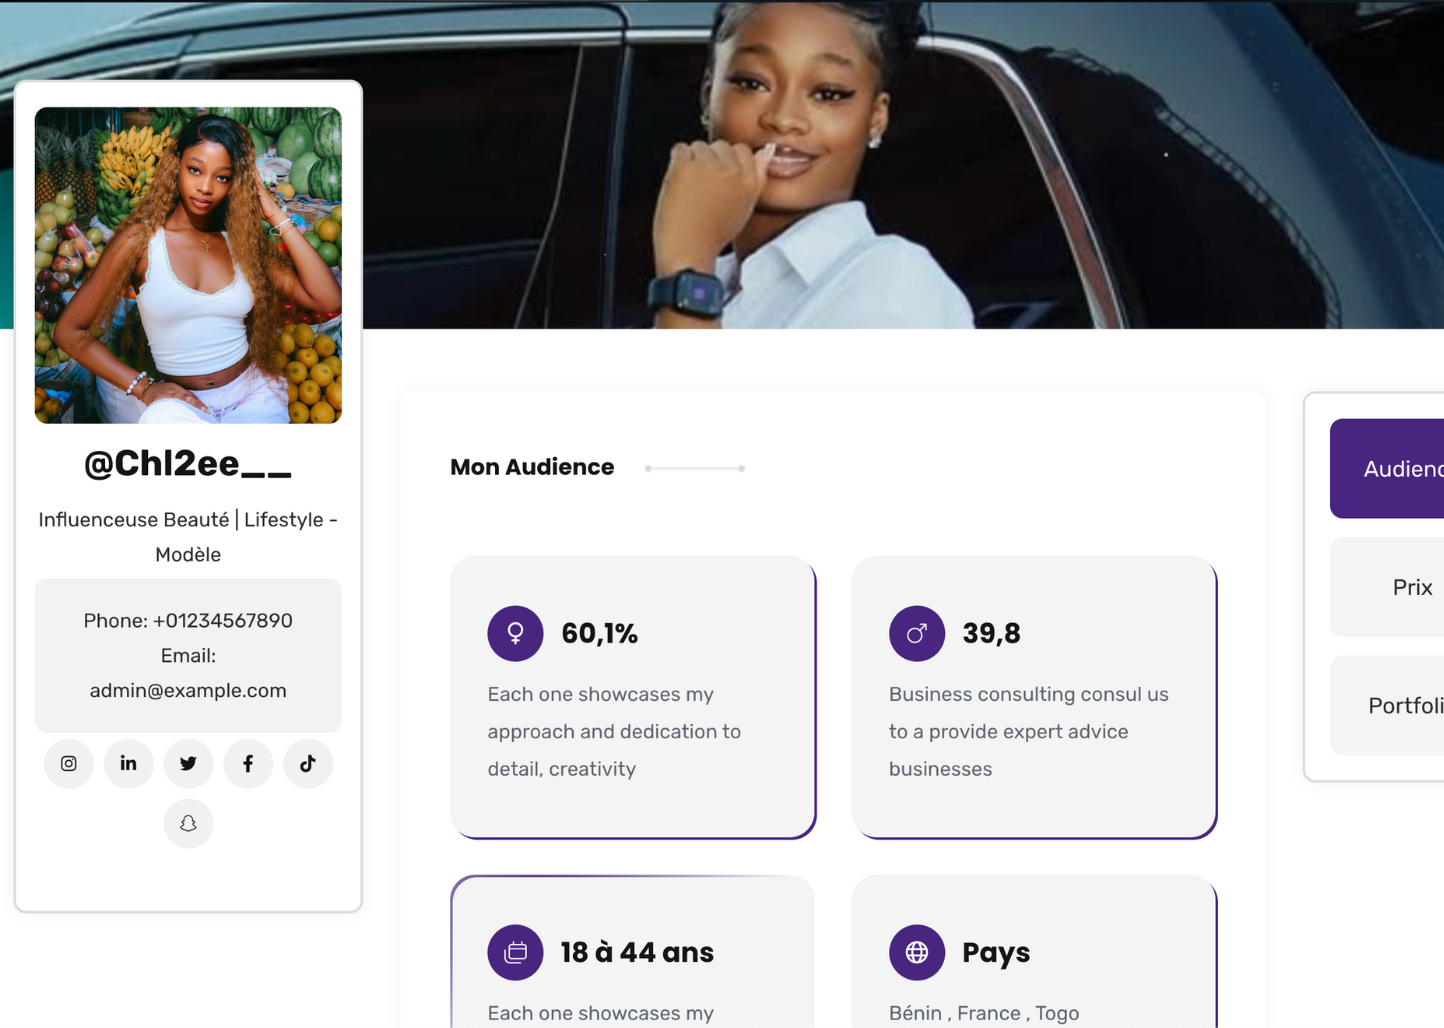 @Chl2ee__
Influenceuse Beauté | Lifestyle -
Modèle
Phone: +01234567890
Email:
admin@example.com
Mon Audience
60,1%
Each one showcases my
approach and dedication to
detail, creativity
39,8
Business consulting consul us
to a provide expert advice
businesses
18 à 44 ans
Each one showcases my
Pays
Bénin , France , Togo
Audienc
Prix
Portfoli